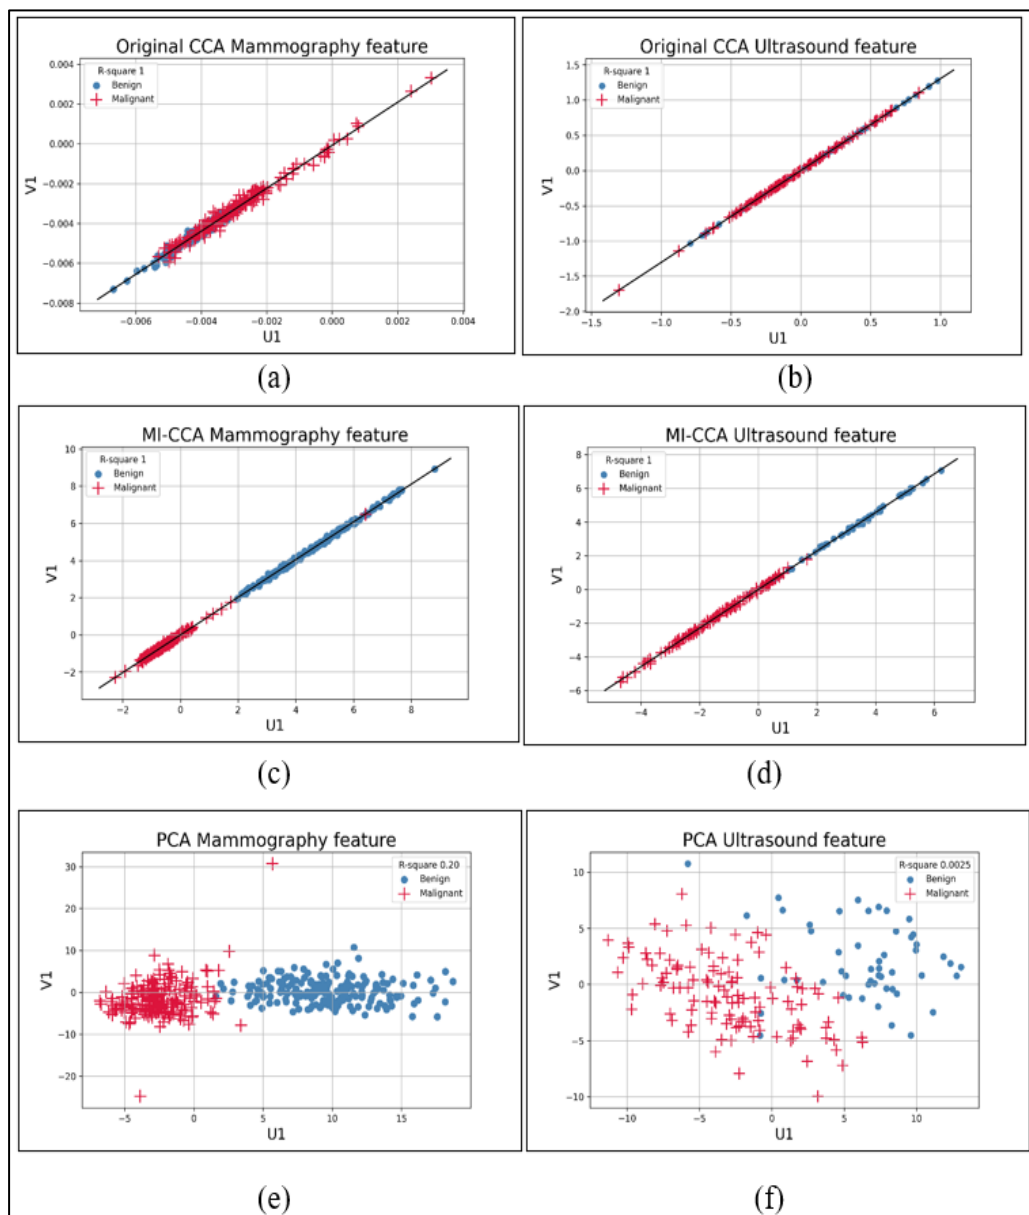 Original CCA Mammography feature
R-square 1
Benign
Malignant
0.004
0.002
0.000
−0.002
−0.004
−0.006
−0.008
V1
−0.006 −0.004 −0.002 0.000 0.002 0.004
U1
(a)
Original CCA Ultrasound feature
R-square 1
Benign
Malignant
1.5
1.0
0.5
0.0
−0.5
−1.0
−1.5
−2.0
V1
−1.5 −1.0 −0.5 0.0 0.5 1.0
U1
(b)
MI-CCA Mammography feature
R-square 1
Benign
Malignant
10
8
6
4
2
0
−2
V1
−2 0 2 4 6 8
U1
(c)
MI-CCA Ultrasound feature
R-square 1
Benign
Malignant
8
6
4
2
0
−2
−4
−6
V1
−4 −2 0 2 4 6
U1
(d)
PCA Mammography feature
R-square 0.20
Benign
Malignant
30
20
10
0
−10
−20
V1
−5 0 5 10 15
U1
(e)
PCA Ultrasound feature
R-square 0.0025
Benign
Malignant
10
5
0
−5
−10
V1
−10 −5 0 5 10
U1
(f)